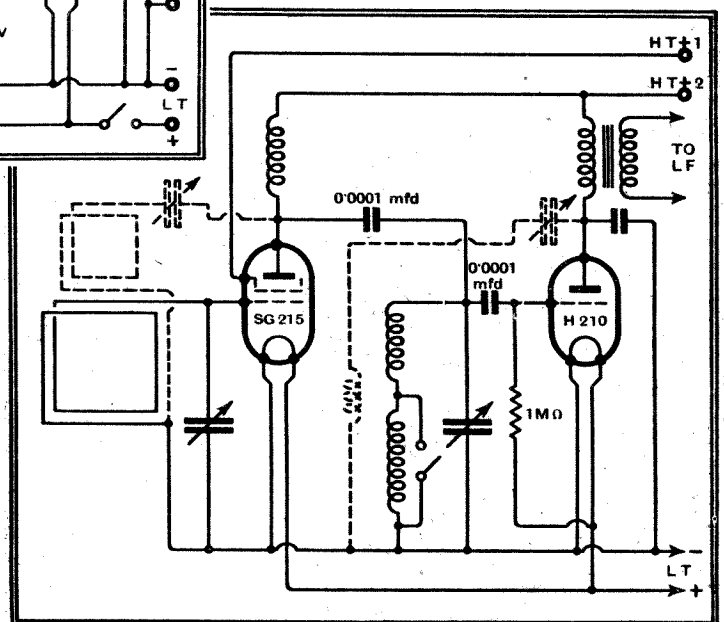 V
−
LT
+
HT+1
HT+2
TO
LF
0·0001 mfd
0·0001
mfd
SG 215
H 210
1MΩ
−
LT
+